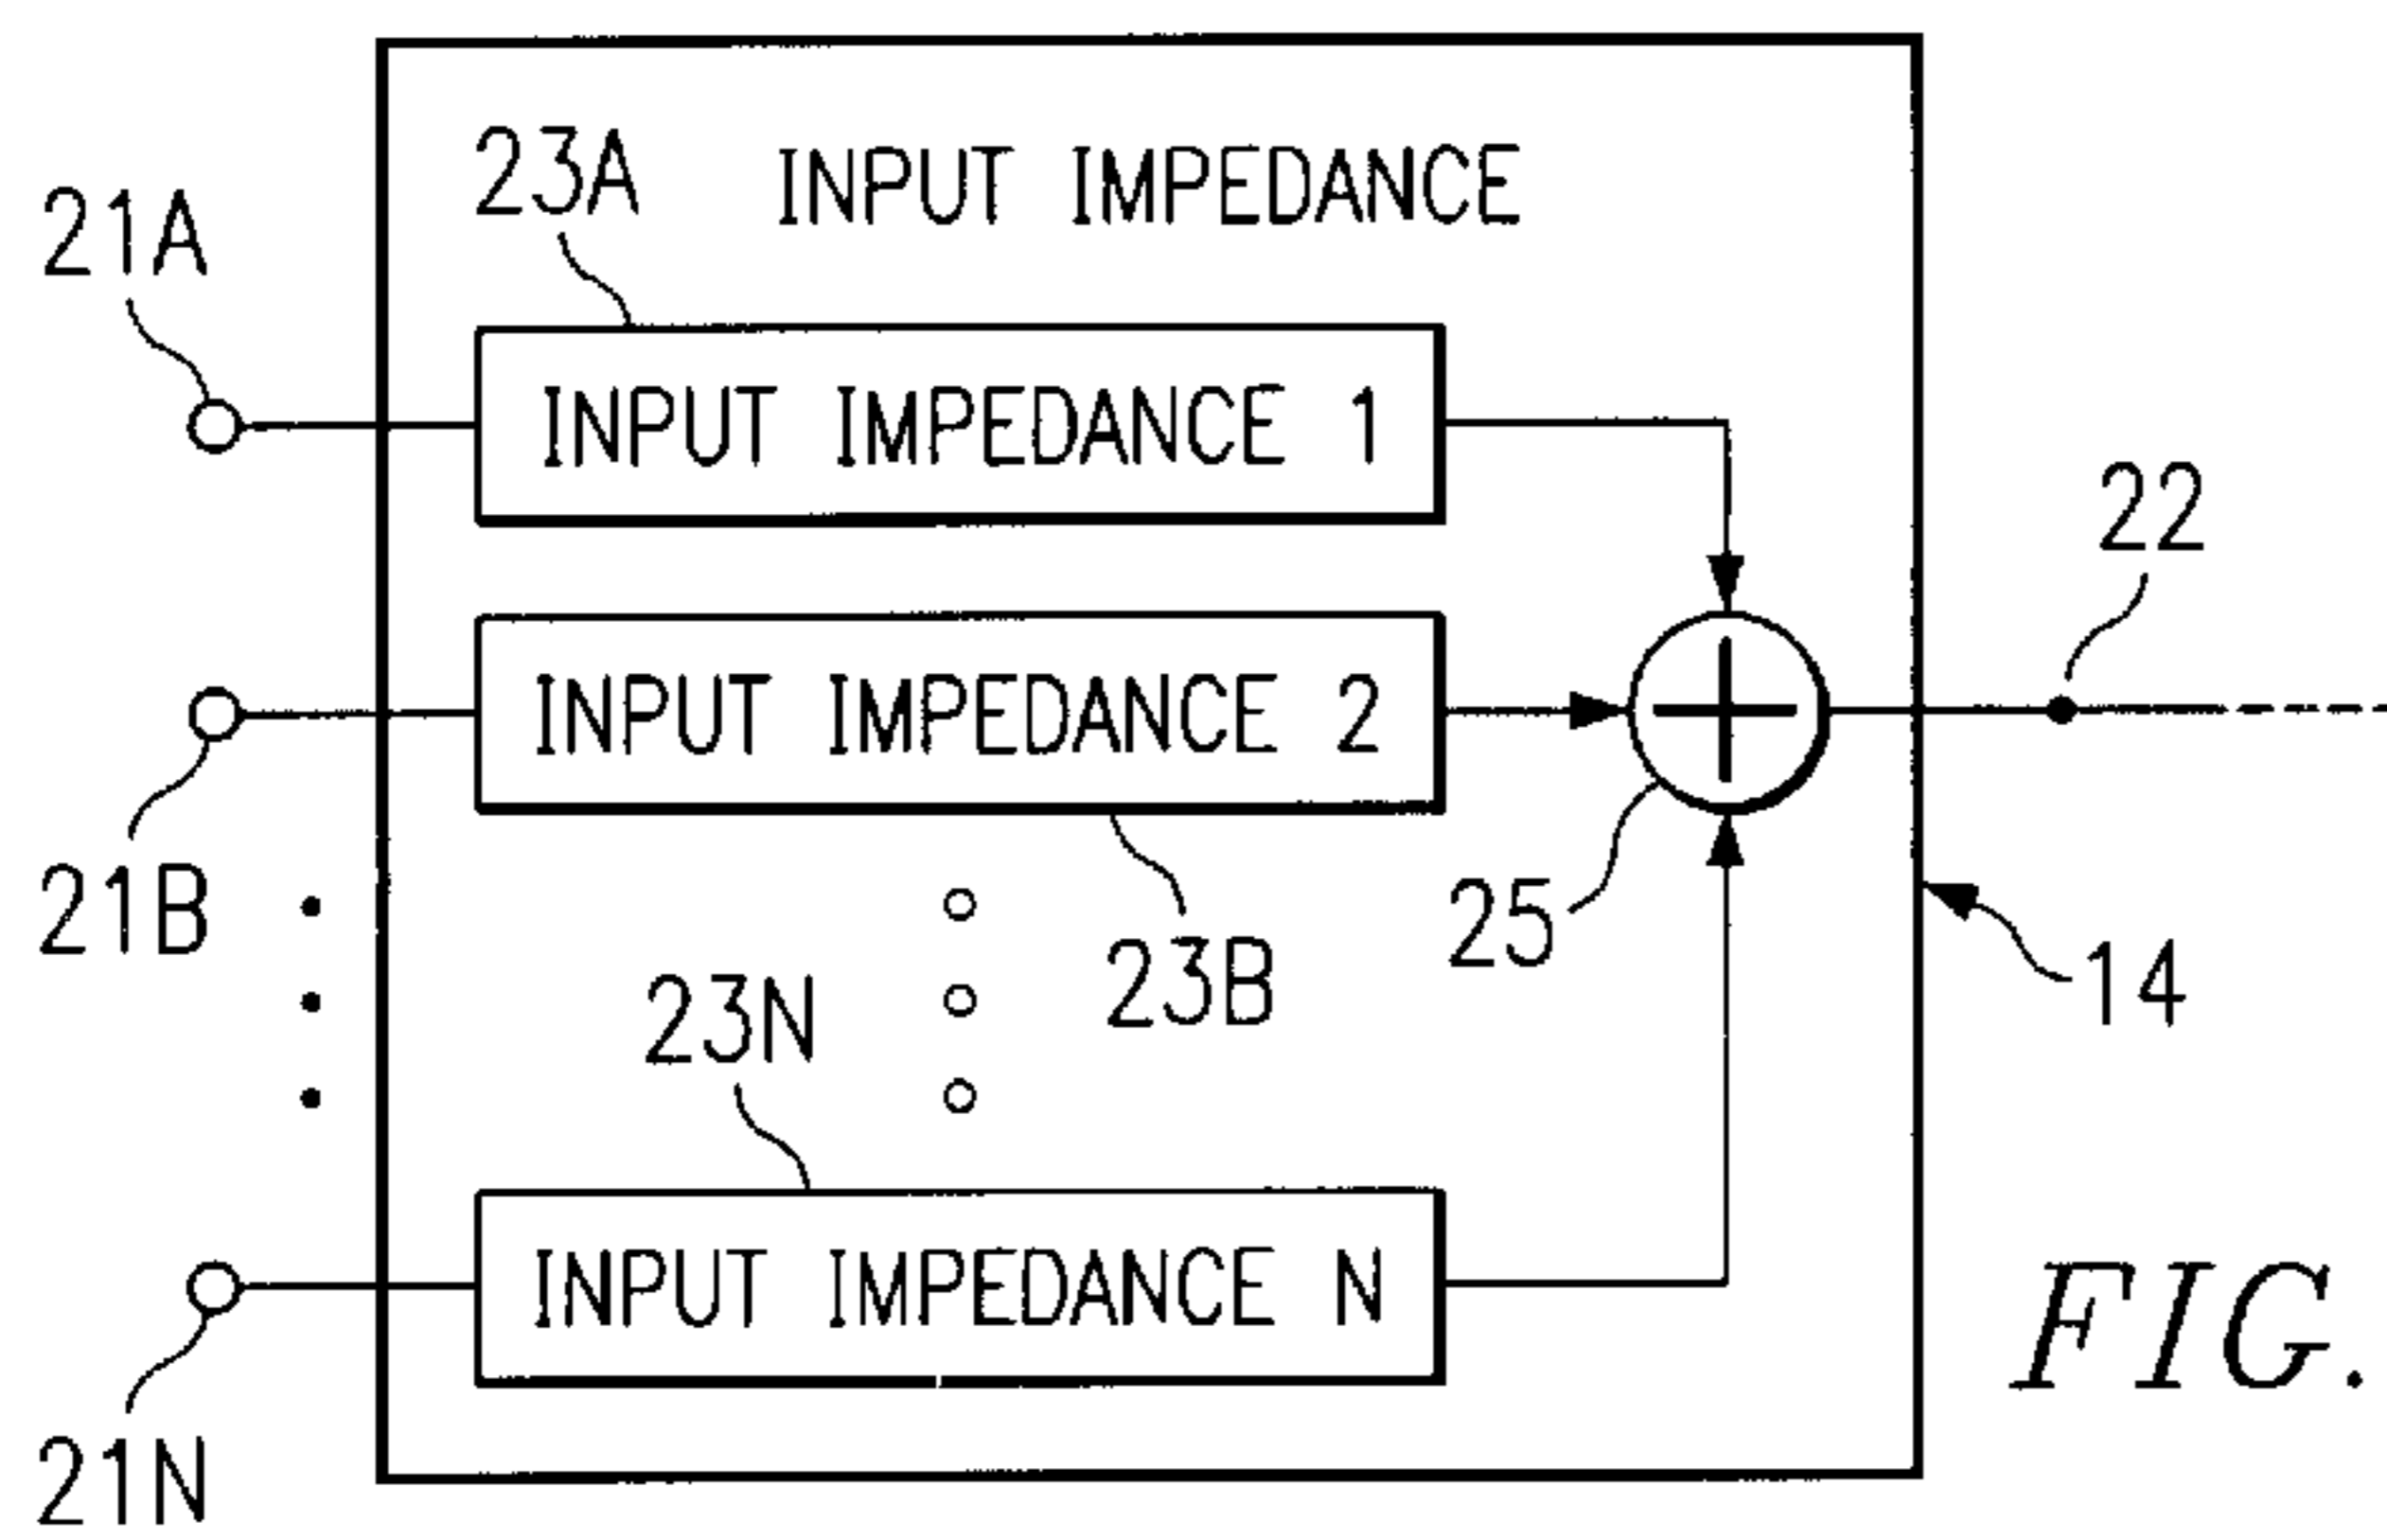 23A
INPUT IMPEDANCE
21A
INPUT IMPEDANCE 1
22
INPUT IMPEDANCE 2
21B
25
23B
14
23N
INPUT IMPEDANCE N
FIG.
21N